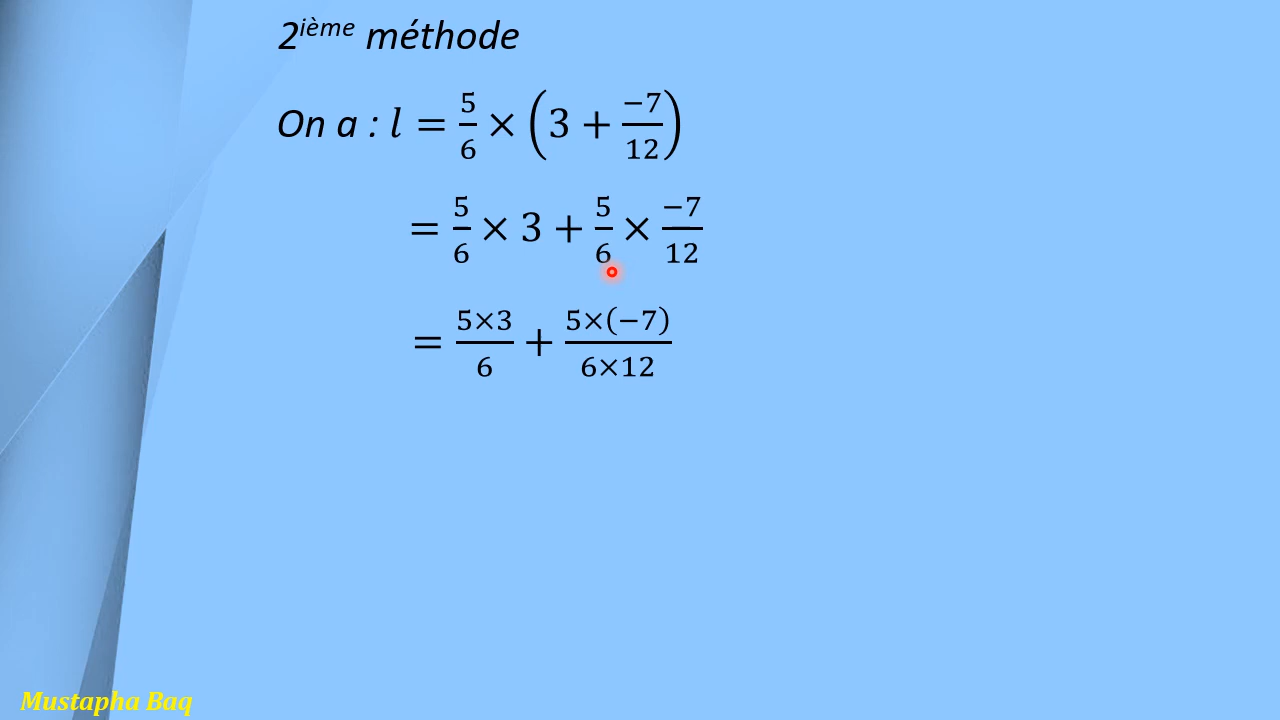 2ième méthode
On a : l = 5/6 × (3 + −7/12)
= 5/6 × 3 + 5/6 × −7/12
= 5×3/6 + 5×(−7)/6×12
Mustapha Baq